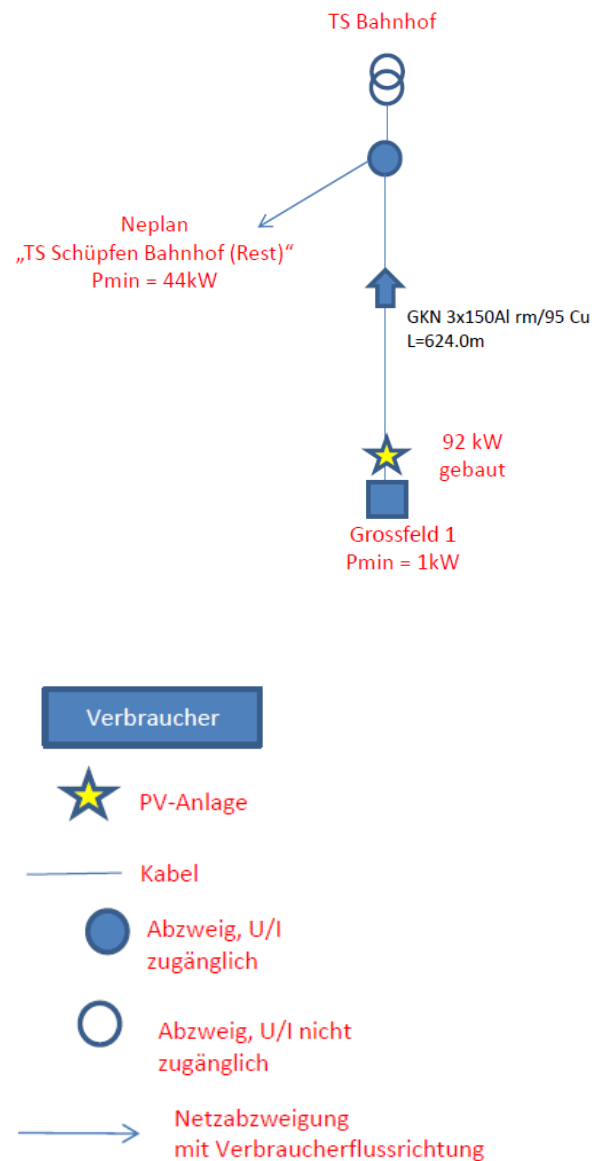 TS Bahnhof
Neplan
„TS Schüpfen Bahnhof (Rest)“
Pmin = 44kW
GKN 3x150Al rm/95 Cu
L=624.0m
92 kW
gebaut
Grossfeld 1
Pmin = 1kW
Verbraucher
PV-Anlage
Kabel
Abzweig, U/I
zugänglich
Abzweig, U/I nicht
zugänglich
Netzabzweigung
mit Verbraucherflussrichtung